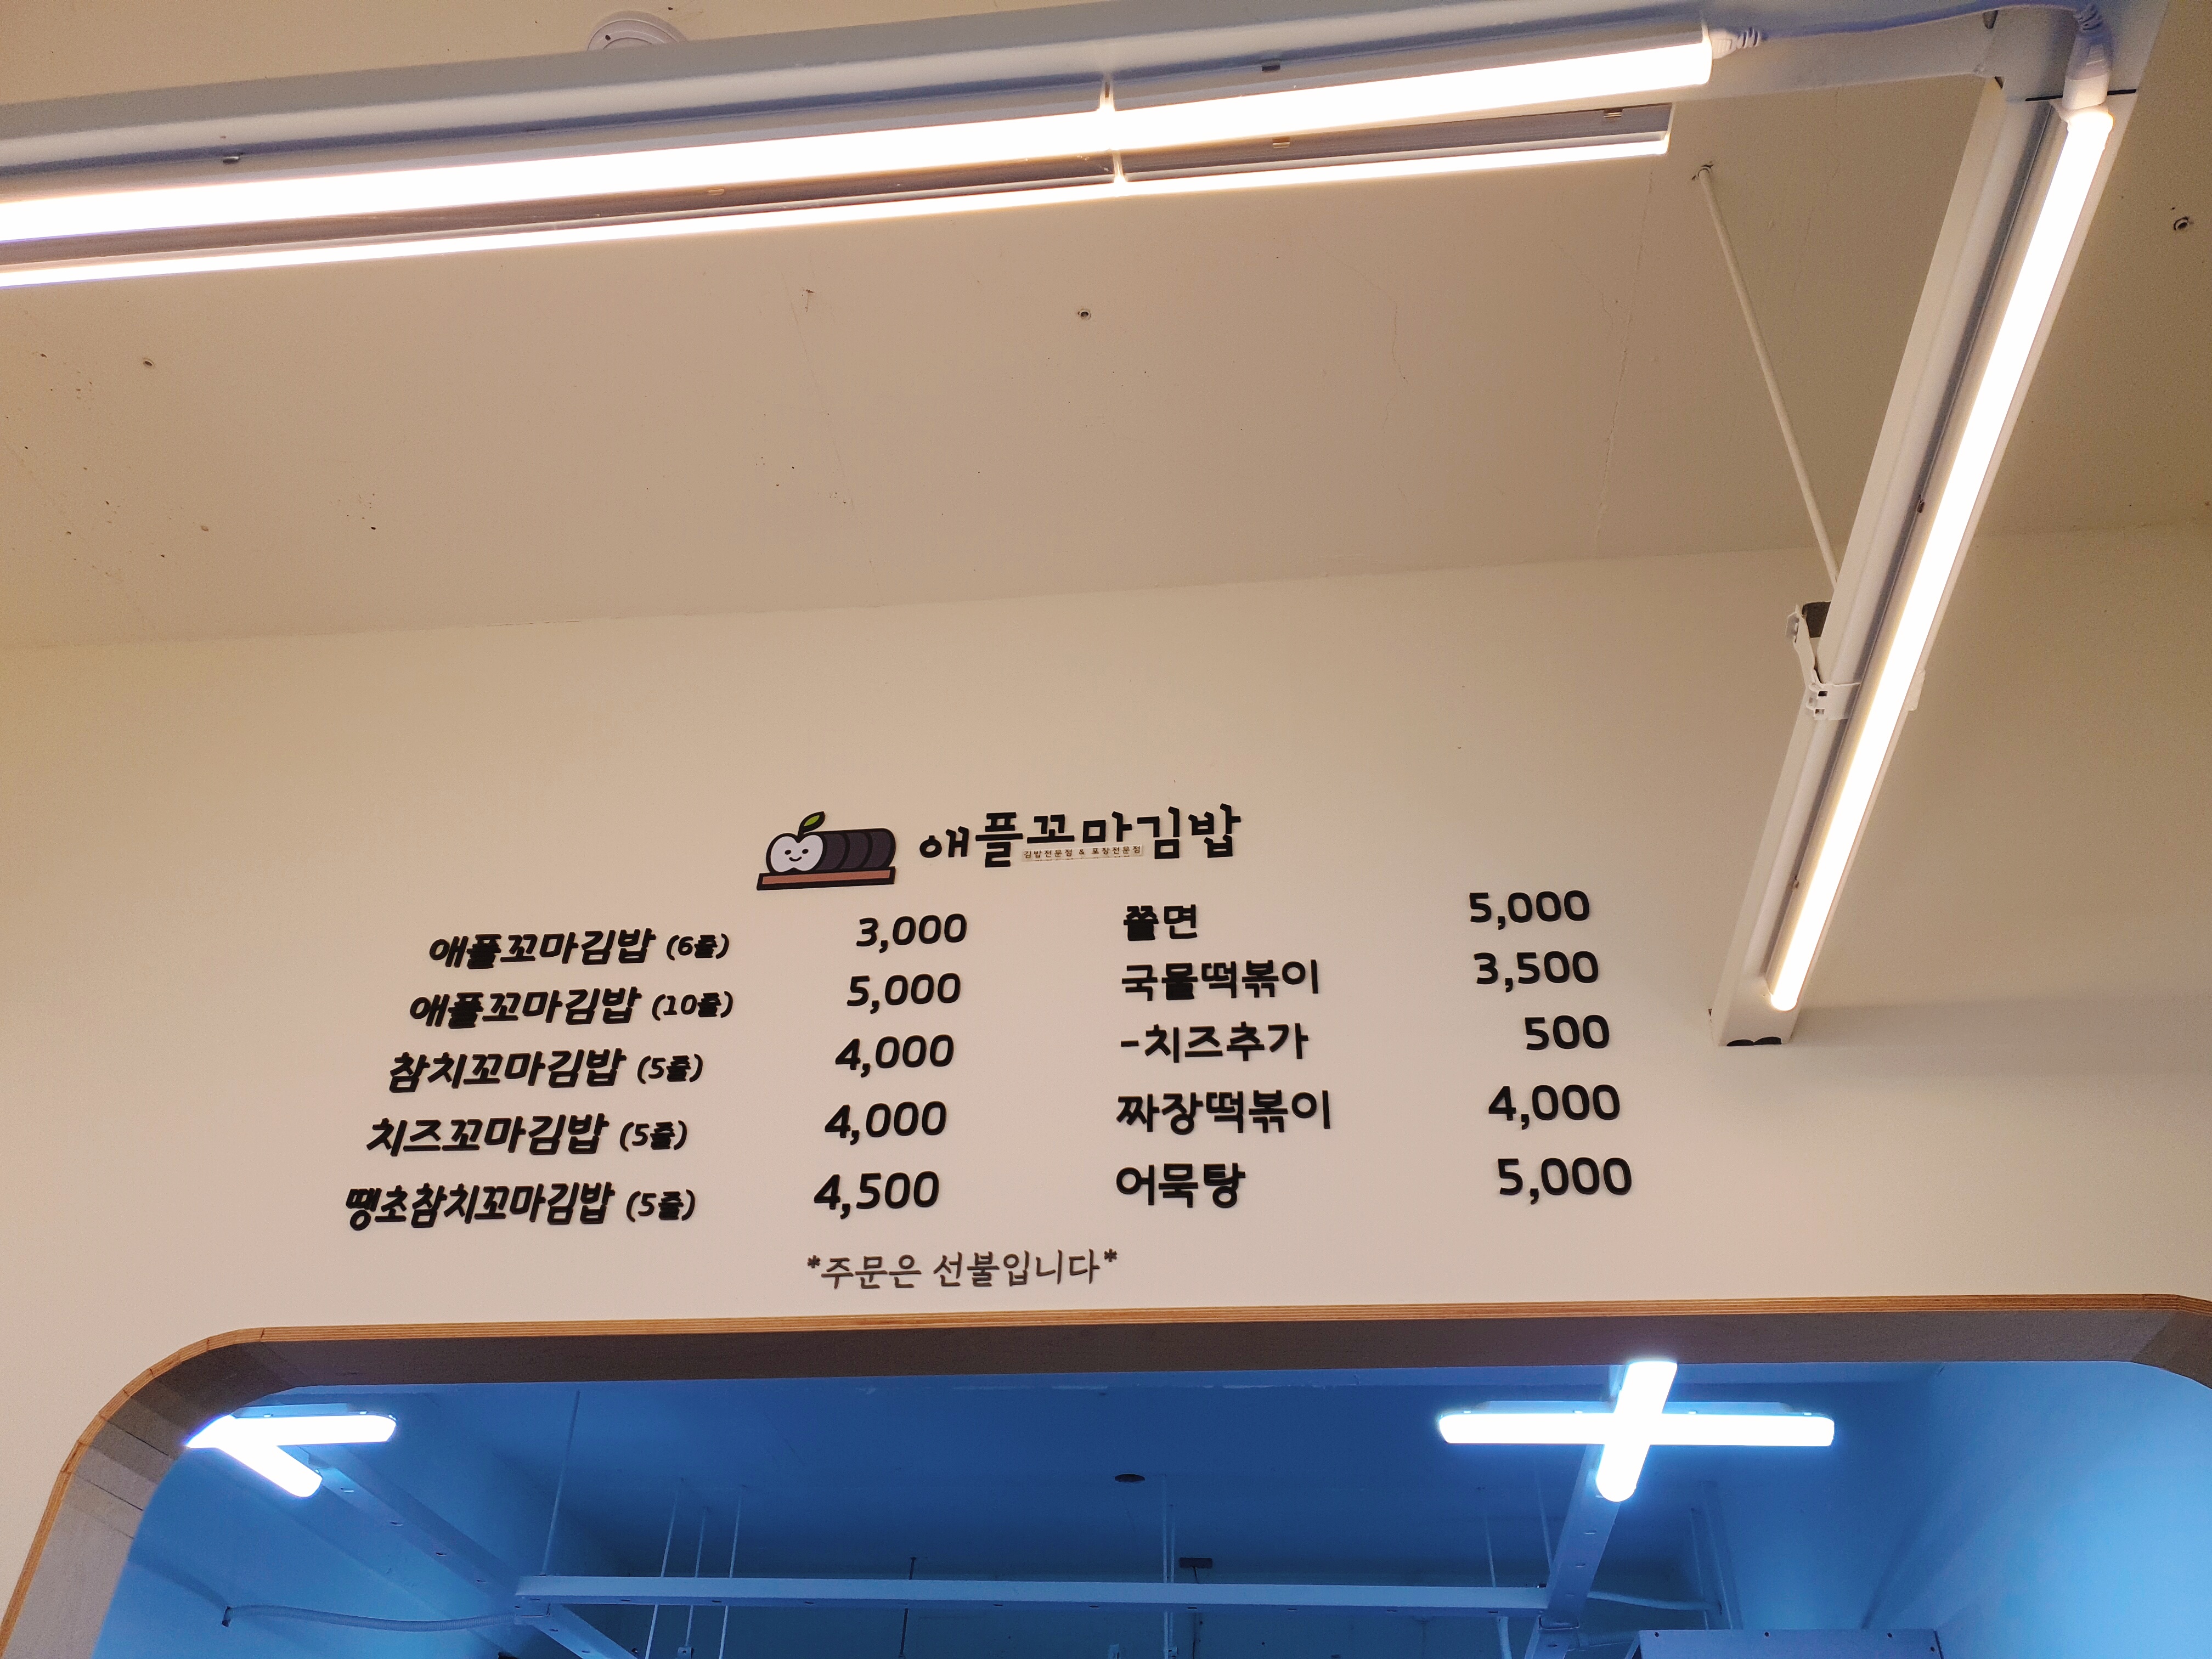 애플꼬마김밥
김밥전문점 & 포장전문점
애플꼬마김밥 (6줄) 3,000
애플꼬마김밥 (10줄) 5,000
참치꼬마김밥 (5줄) 4,000
치즈꼬마김밥 (5줄) 4,000
땡초참치꼬마김밥 (5줄) 4,500
쫄면 5,000
국물떡볶이 3,500
-치즈추가 500
짜장떡볶이 4,000
어묵탕 5,000
*주문은 선불입니다*